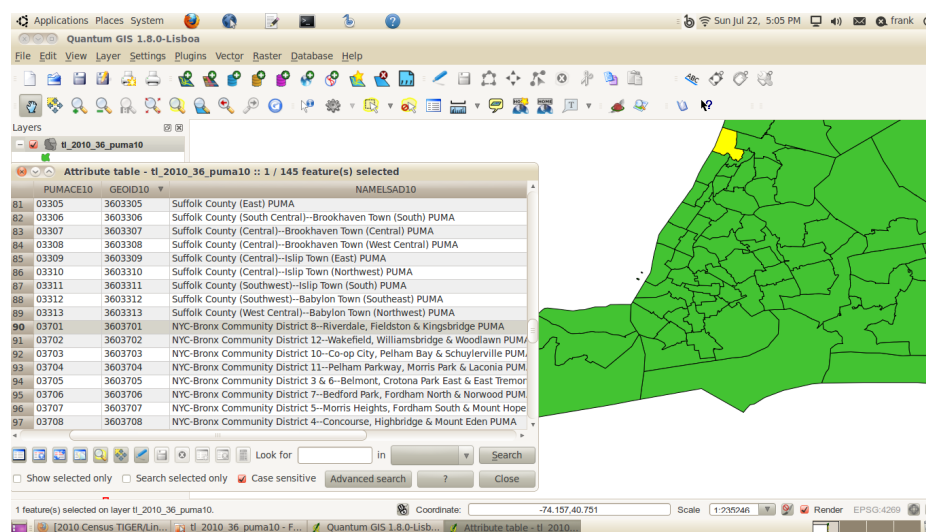 Applications Places System
Sun Jul 22, 5:05 PM frank
Quantum GIS 1.8.0-Lisboa
File Edit View Layer Settings Plugins Vector Raster Database Help
Layers
tl_2010_36_puma10
Attribute table - tl_2010_36_puma10 :: 1 / 145 feature(s) selected
PUMACE10 GEOID10 NAMELSAD10
81 03305 3603305 Suffolk County (East) PUMA
82 03306 3603306 Suffolk County (South Central)--Brookhaven Town (South) PUMA
83 03307 3603307 Suffolk County (Central)--Brookhaven Town (Central) PUMA
84 03308 3603308 Suffolk County (Central)--Brookhaven Town (West Central) PUMA
85 03309 3603309 Suffolk County (Central)--Islip Town (East) PUMA
86 03310 3603310 Suffolk County (Central)--Islip Town (Northwest) PUMA
87 03311 3603311 Suffolk County (Southwest)--Islip Town (South) PUMA
88 03312 3603312 Suffolk County (Southwest)--Babylon Town (Southeast) PUMA
89 03313 3603313 Suffolk County (West Central)--Babylon Town (Northwest) PUMA
90 03701 3603701 NYC-Bronx Community District 8--Riverdale, Fieldston & Kingsbridge PUMA
91 03702 3603702 NYC-Bronx Community District 12--Wakefield, Williamsbridge & Woodlawn PUMA
92 03703 3603703 NYC-Bronx Community District 10--Co-op City, Pelham Bay & Schuylerville PUM
93 03704 3603704 NYC-Bronx Community District 11--Pelham Parkway, Morris Park & Laconia PUM
94 03705 3603705 NYC-Bronx Community District 3 & 6--Belmont, Crotona Park East & East Tremor
95 03706 3603706 NYC-Bronx Community District 7--Bedford Park, Fordham North & Norwood PUM
96 03707 3603707 NYC-Bronx Community District 5--Morris Heights, Fordham South & Mount Hope
97 03708 3603708 NYC-Bronx Community District 4--Concourse, Highbridge & Mount Eden PUMA
Look for in Search
Show selected only Search selected only Case sensitive Advanced search ? Close
1 feature(s) selected on layer tl_2010_36_puma10. Coordinate: -74.157,40.751 Scale 1:235246 Render EPSG:4269
[2010 Census TIGER/Lin... tl_2010_36_puma10 - F... Quantum GIS 1.8.0-Lisb... Attribute table - tl_2010...